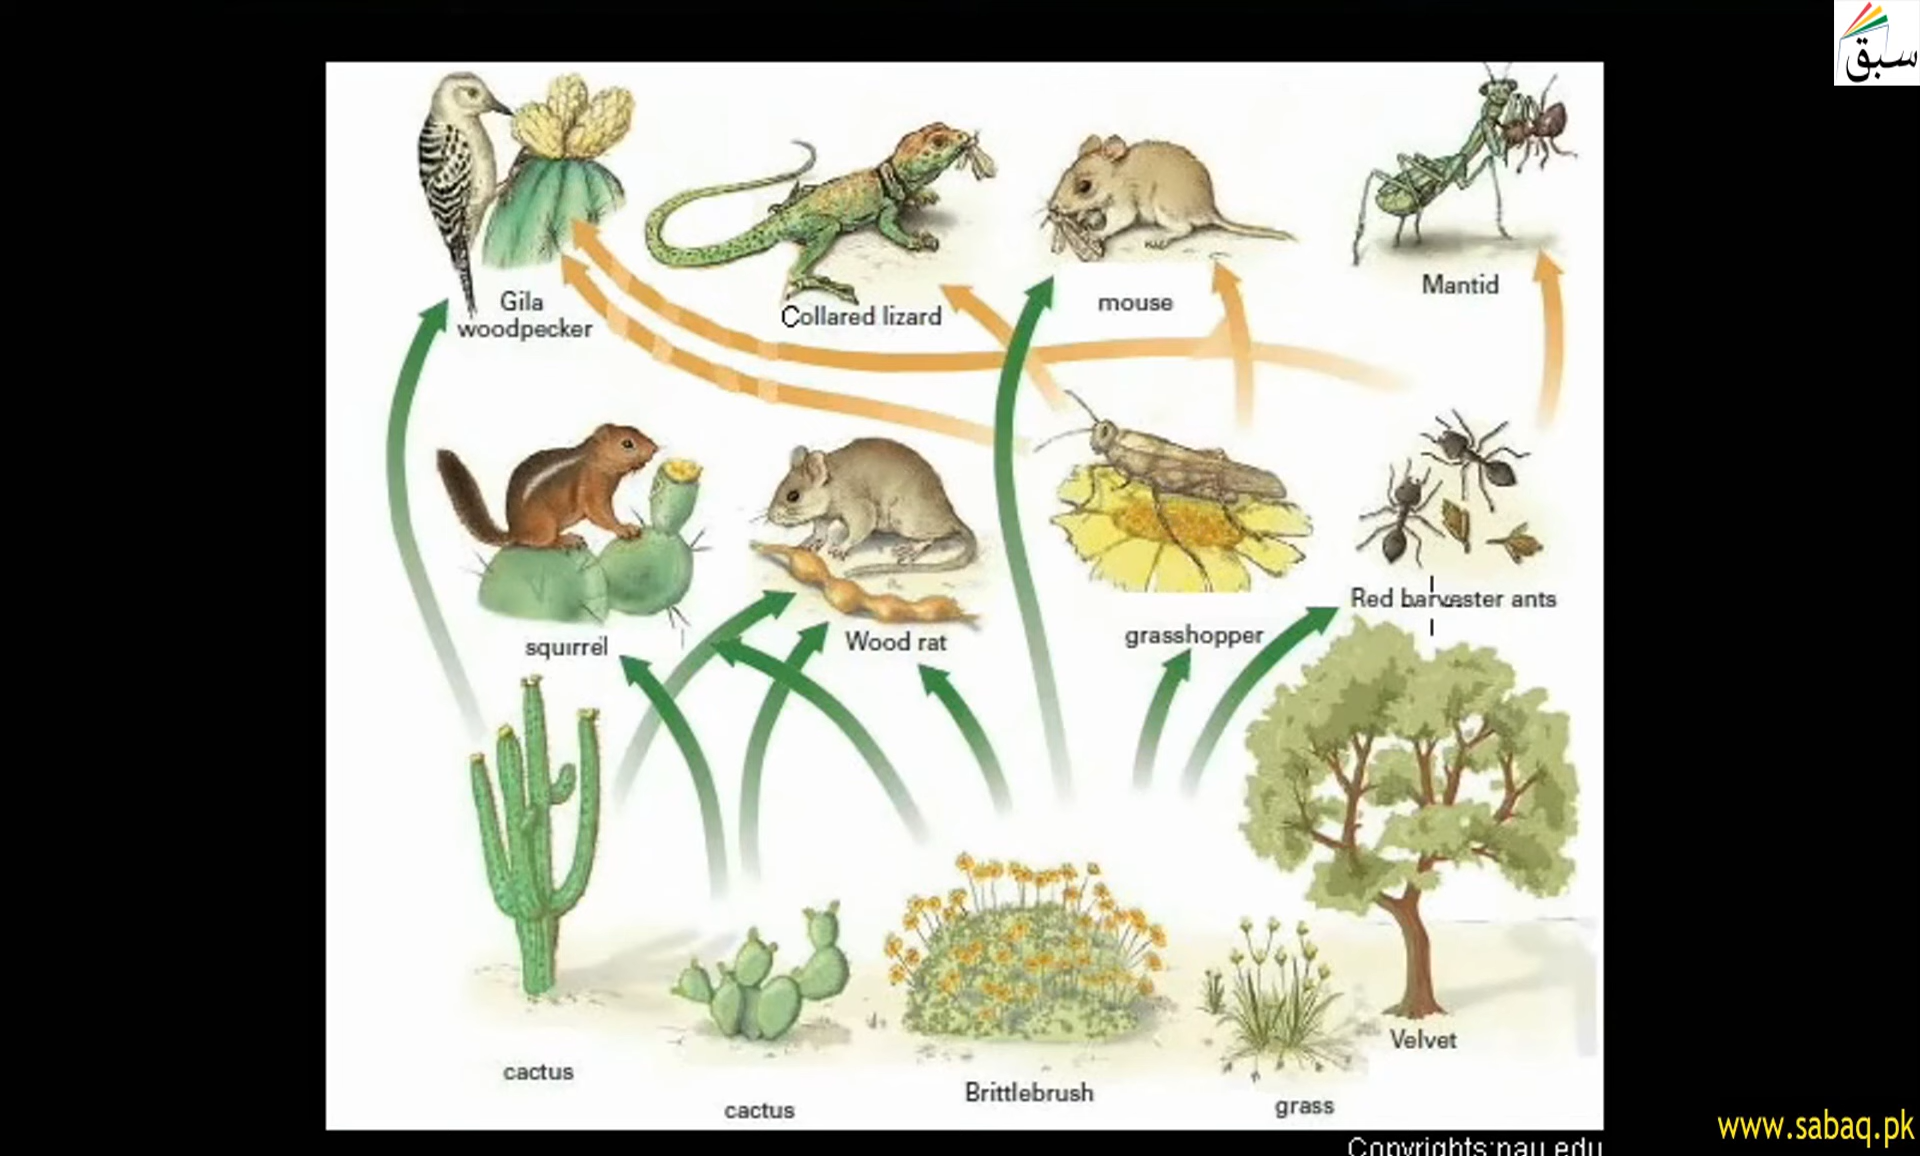 سبق
Gila
woodpecker
Collared lizard
mouse
Mantid
squirrel
Wood rat
grasshopper
Red harvester ants
Velvet
cactus
cactus
Brittlebrush
grass
www.sabaq.pk
Copyrights:nau.edu